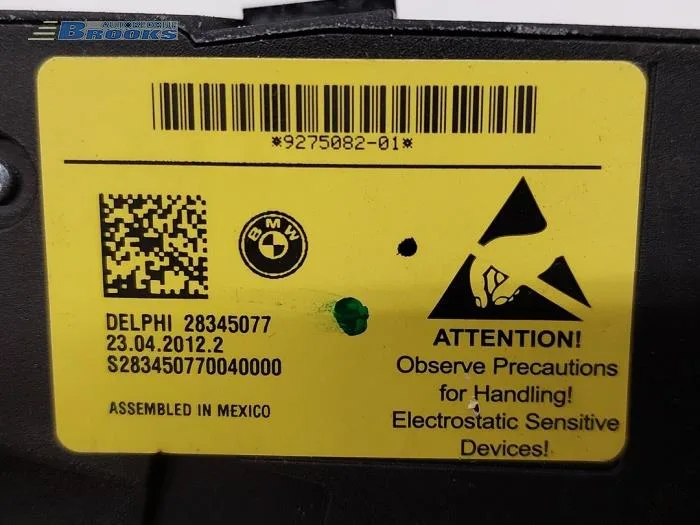 AUTORECYCLE
BROOKS
*9275082-01*
BMW
DELPHI 28345077
23.04.2012.2
S283450770040000
ASSEMBLED IN MEXICO
ATTENTION!
Observe Precautions
for Handling!
Electrostatic Sensitive
Devices!